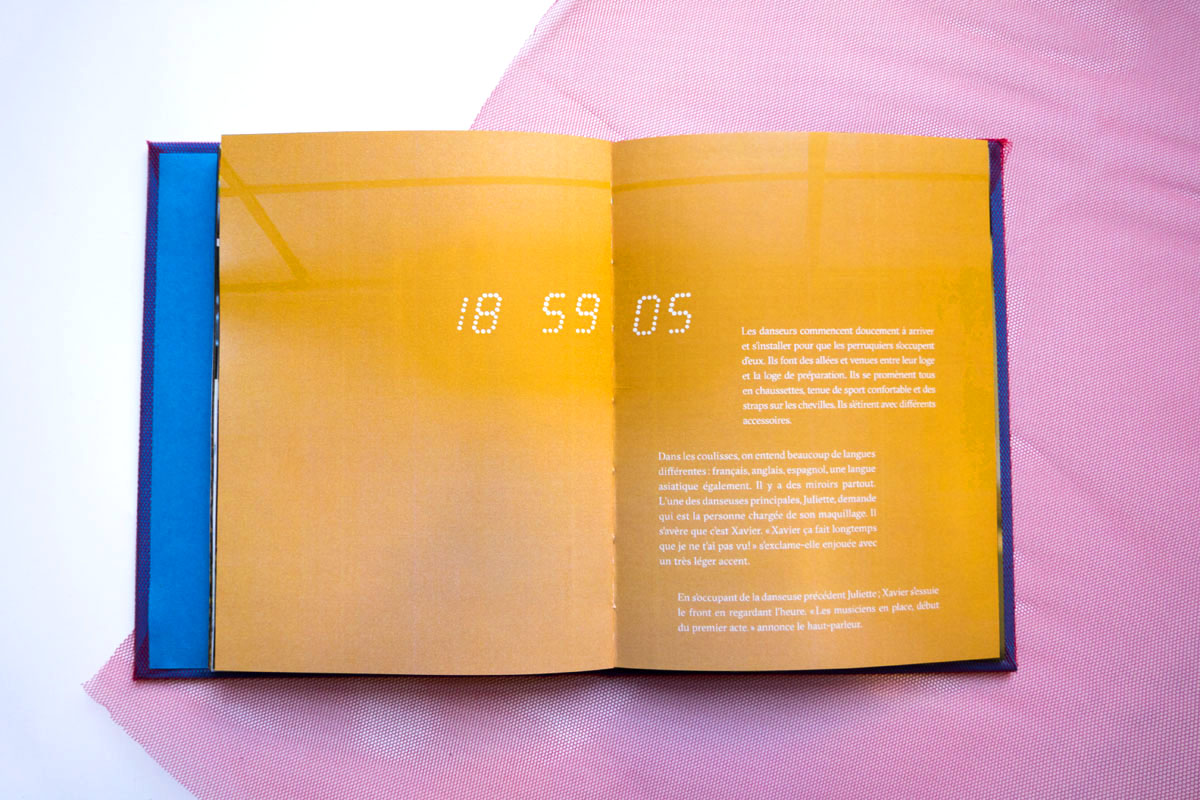 18 59 05
Les danseurs commencent doucement à arriver
et s'installer pour que les perruquiers s'occupent
d'eux. Ils font des allées et venues entre leur loge
et la loge de préparation. Ils se promènent tous
en chaussettes, tenue de sport confortable et des
straps sur les chevilles. Ils s'étirent avec différents
accessoires.
Dans les coulisses, on entend beaucoup de langues
différentes : français, anglais, espagnol, une langue
asiatique également. Il y a des miroirs partout.
L'une des danseuses principales, Juliette, demande
qui est la personne chargée de son maquillage. Il
s'avère que c'est Xavier. « Xavier ça fait longtemps
que je ne t'ai pas vu! » s'exclame-elle enjouée avec
un très léger accent.
En s'occupant de la danseuse précédent Juliette ; Xavier s'essuie
le front en regardant l'heure. « Les musiciens en place, début
du premier acte. » annonce le haut-parleur.